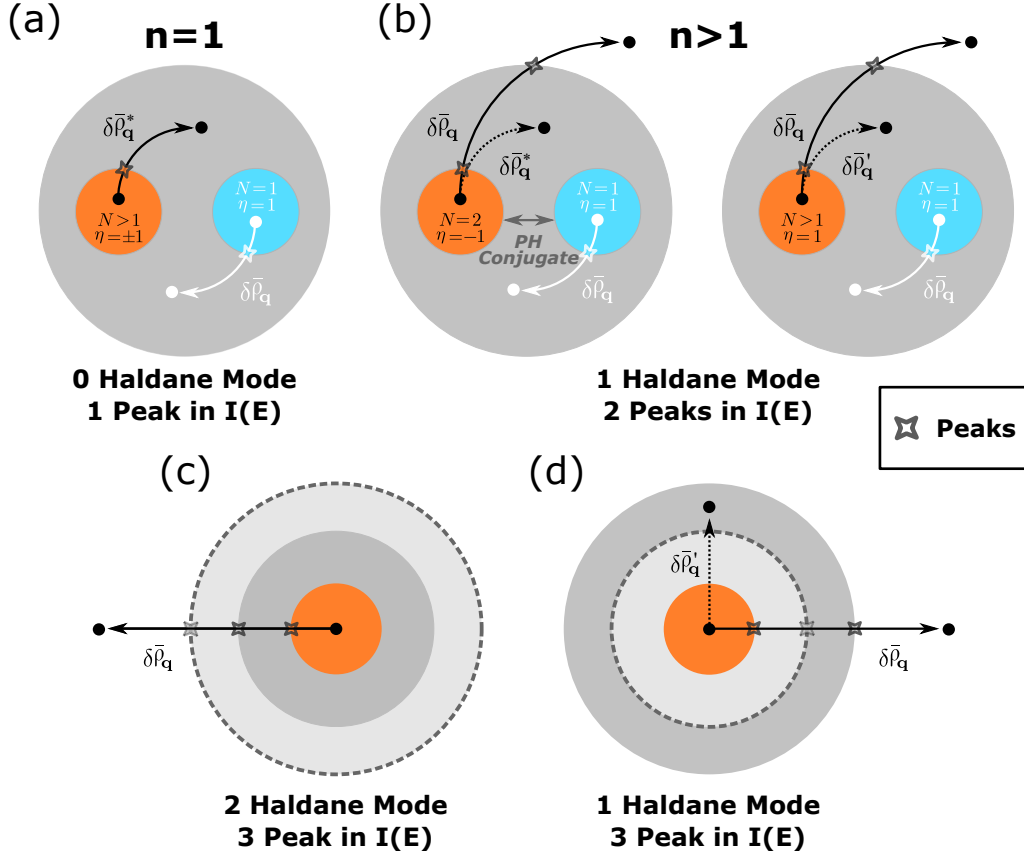 (a)
n=1
δρ̄*q
N>1
η=±1
N=1
η=1
δρ̄q
0 Haldane Mode
1 Peak in I(E)
(b)
n>1
δρ̄q
δρ̄*q
N=2
η=−1
N=1
η=1
PH
Conjugate
δρ̄q
δρ̄q
δρ̄'q
N>1
η=1
N=1
η=1
δρ̄q
1 Haldane Mode
2 Peaks in I(E)
Peaks
(c)
δρ̄q
2 Haldane Mode
3 Peak in I(E)
(d)
δρ̄'q
δρ̄q
1 Haldane Mode
3 Peak in I(E)